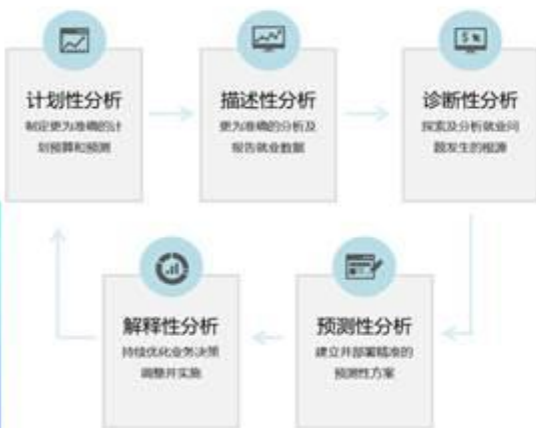 计划性分析
制定更为准确的计
划预算和预测
描述性分析
更为准确的分析及
报告就业数据
诊断性分析
探索及分析就业问
题发生的根源
解释性分析
持续优化业务决策
调整并实施
预测性分析
建立并部署精准的
预测性方案